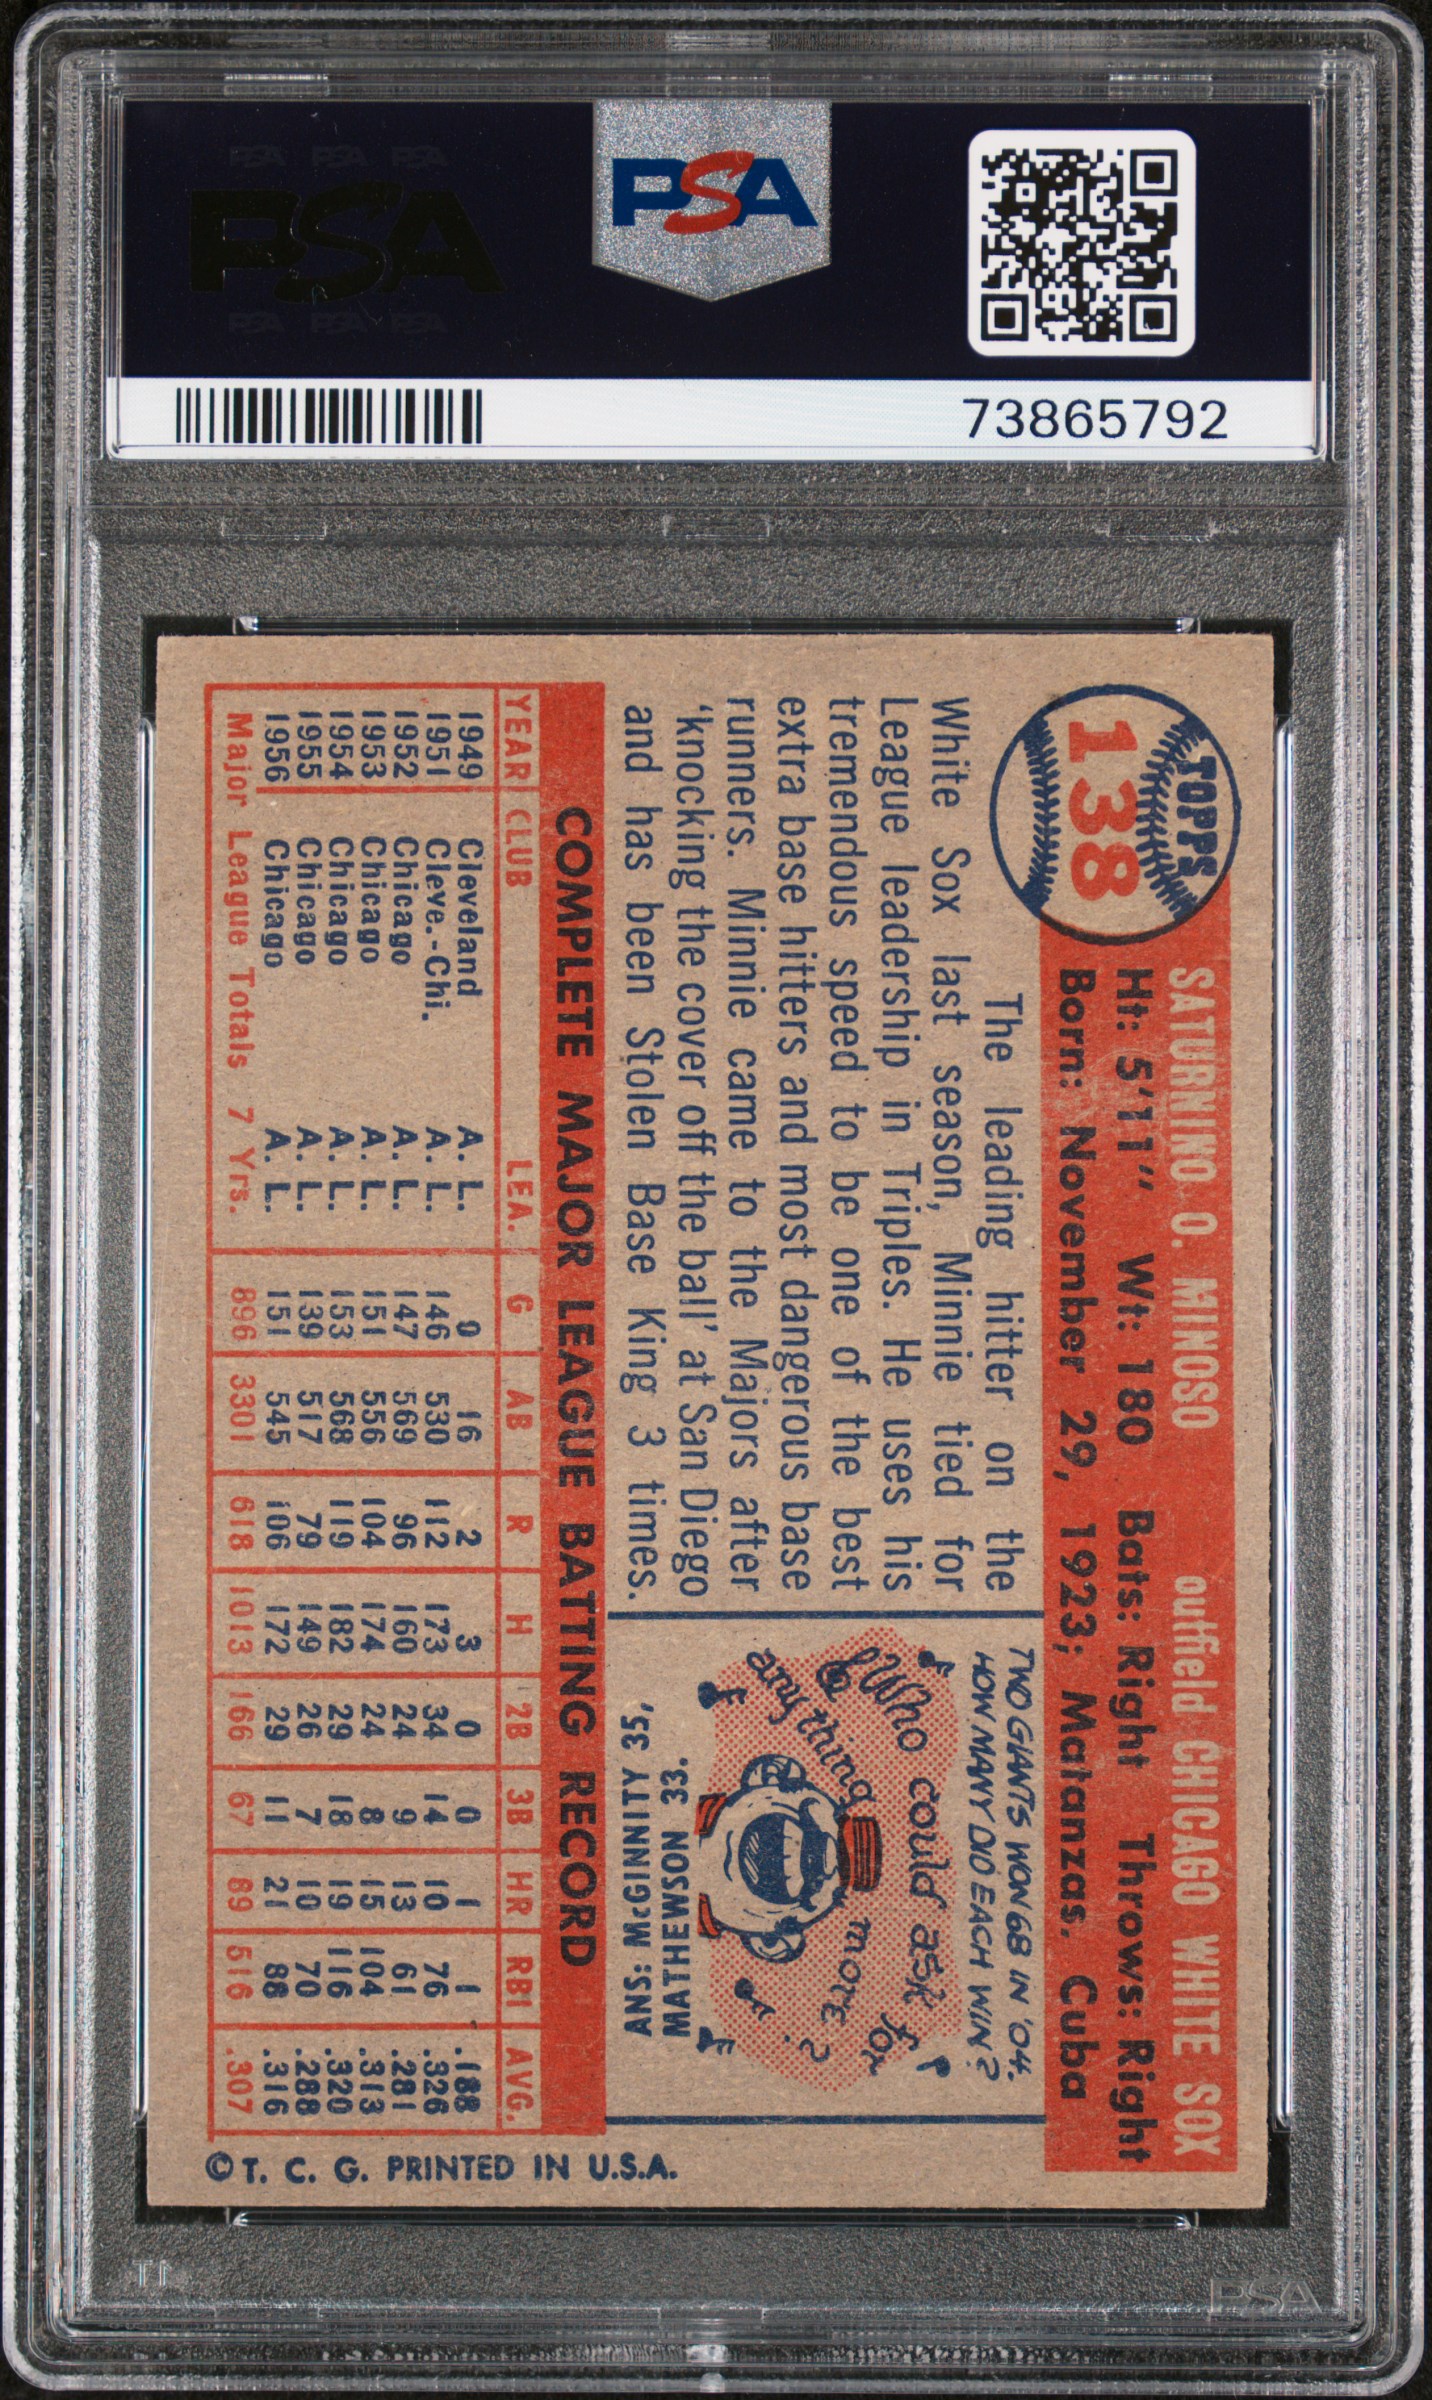 PSA PSA PSA
PSA
PSA PSA PSA
PSA
73865792
TOPPS
138
SATURNINO O. MINOSO outfield CHICAGO WHITE SOX
Ht: 5'11" Wt: 180 Bats: Right Throws: Right
Born: November 29, 1923; Matanzas, Cuba
The leading hitter on the
White Sox last season, Minnie tied for
League leadership in Triples. He uses his
tremendous speed to be one of the best
extra base hitters and most dangerous base
runners. Minnie came to the Majors after
'knocking the cover off the ball' at San Diego
and has been Stolen Base King 3 times.
TWO GIANTS WON 68 IN '04.
HOW MANY DID EACH WIN?
Who could ask for
anything more?
ANS: McGINNITY 35,
MATHEWSON 33.
COMPLETE MAJOR LEAGUE BATTING RECORD
YEAR CLUB LEA. G AB R H 2B 3B HR RBI AVG.
1949 Cleveland A. L. 9 16 2 3 0 0 1 1 .188
1951 Cleve.-Chi. A. L. 146 530 112 173 34 14 10 76 .326
1952 Chicago A. L. 147 569 96 160 24 9 13 61 .281
1953 Chicago A. L. 151 556 104 174 24 8 15 104 .313
1954 Chicago A. L. 153 568 119 182 29 18 19 116 .320
1955 Chicago A. L. 139 517 79 149 26 7 10 70 .288
1956 Chicago A. L. 151 545 106 172 29 11 21 88 .316
Major League Totals 7 Yrs. 896 3301 618 1013 166 67 89 516 .307
© T. C. G. PRINTED IN U.S.A.
PSA